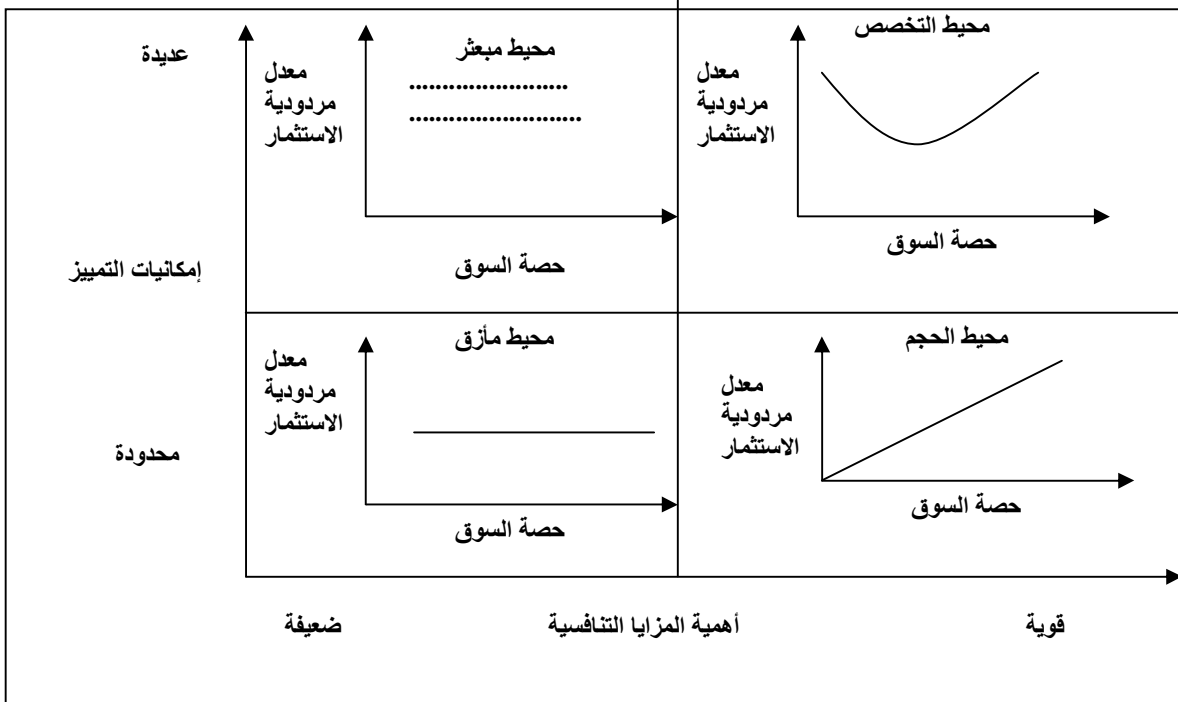 محيط التخصص
معدل
مردودية
الاستثمار
حصة السوق
محيط مبعثر
معدل
مردودية
الاستثمار
حصة السوق
عديدة
إمكانيات التمييز
محدودة
محيط الحجم
معدل
مردودية
الاستثمار
حصة السوق
محيط مأزق
معدل
مردودية
الاستثمار
حصة السوق
قوية
أهمية المزايا التنافسية
ضعيفة